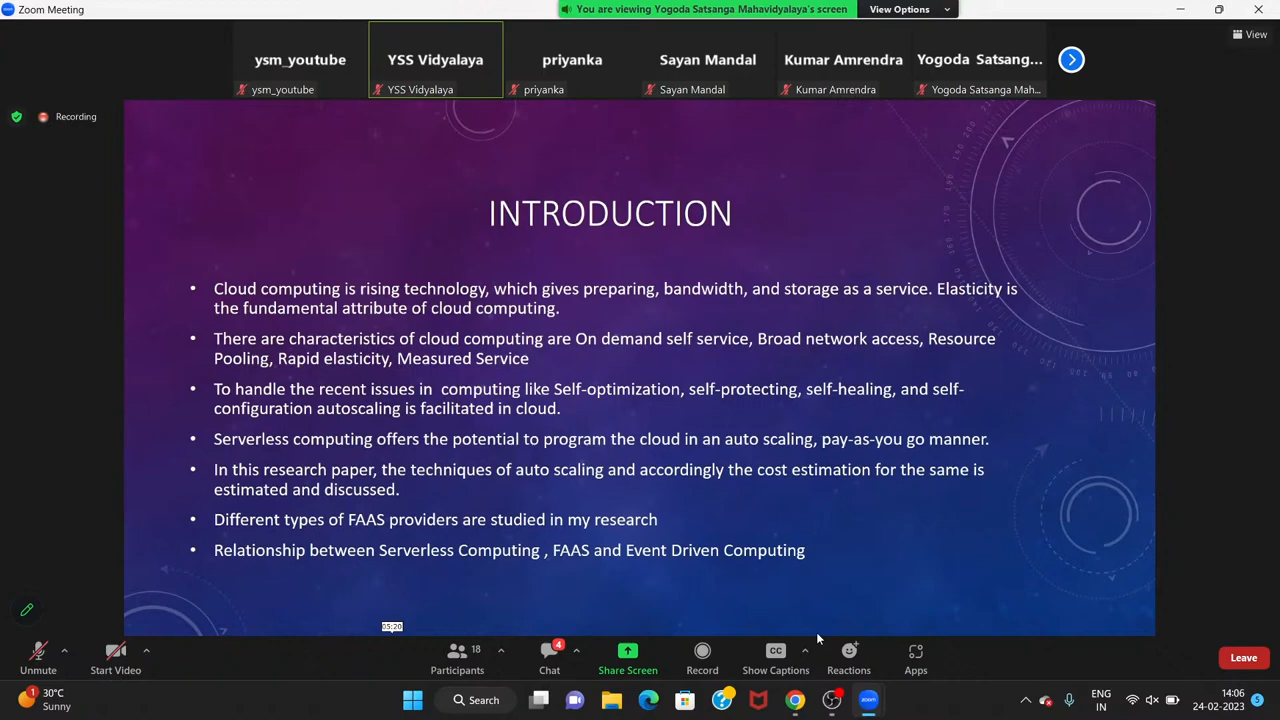 Zoom Meeting
You are viewing Yogoda Satsanga Mahavidyalaya's screen
View Options
View
ysm_youtube
YSS Vidyalaya
priyanka
Sayan Mandal
Kumar Amrendra
Yogoda Satsang...
ysm_youtube
YSS Vidyalaya
priyanka
Sayan Mandal
Kumar Amrendra
Yogoda Satsanga Mah...
Recording
INTRODUCTION
• Cloud computing is rising technology, which gives preparing, bandwidth, and storage as a service. Elasticity is
the fundamental attribute of cloud computing.
• There are characteristics of cloud computing are On demand self service, Broad network access, Resource
Pooling, Rapid elasticity, Measured Service
• To handle the recent issues in computing like Self-optimization, self-protecting, self-healing, and self-
configuration autoscaling is facilitated in cloud.
• Serverless computing offers the potential to program the cloud in an auto scaling, pay-as-you go manner.
• In this research paper, the techniques of auto scaling and accordingly the cost estimation for the same is
estimated and discussed.
• Different types of FAAS providers are studied in my research
• Relationship between Serverless Computing , FAAS and Event Driven Computing
05:20
Unmute
Start Video
18
Participants
4
Chat
Share Screen
Record
CC
Show Captions
Reactions
Apps
Leave
1
30°C
Sunny
Search
ENG
IN
14:06
24-02-2023
5